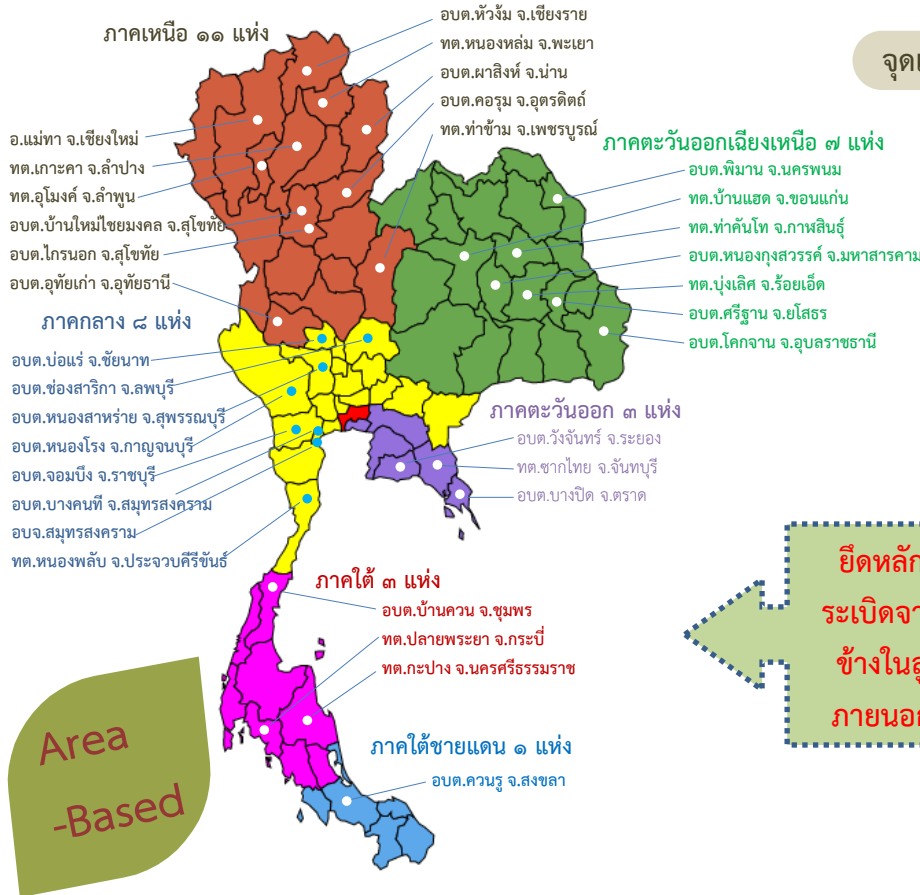 ภาคเหนือ ๑๑ แห่ง
อบต.หัวง้ม จ.เชียงราย
ทต.หนองหล่ม จ.พะเยา
อบต.ผาสิงห์ จ.น่าน
อบต.คอรุม จ.อุตรดิตถ์
ทต.ท่าข้าม จ.เพชรบูรณ์
อ.แม่ทา จ.เชียงใหม่
ทต.เกาะคา จ.ลำปาง
ทต.อุโมงค์ จ.ลำพูน
อบต.บ้านใหม่ไชยมงคล จ.สุโขทัย
อบต.ไกรนอก จ.สุโขทัย
อบต.อุทัยเก่า จ.อุทัยธานี
ภาคตะวันออกเฉียงเหนือ ๗ แห่ง
อบต.พิมาน จ.นครพนม
ทต.บ้านแฮด จ.ขอนแก่น
ทต.ท่าคันโท จ.กาฬสินธุ์
อบต.หนองกุงสวรรค์ จ.มหาสารคาม
ทต.บุ่งเลิศ จ.ร้อยเอ็ด
อบต.ศรีฐาน จ.ยโสธร
อบต.โคกจาน จ.อุบลราชธานี
ภาคกลาง ๘ แห่ง
อบต.บ่อแร่ จ.ชัยนาท
อบต.ช่องสาริกา จ.ลพบุรี
อบต.หนองสาหร่าย จ.สุพรรณบุรี
อบต.หนองโรง จ.กาญจนบุรี
อบต.จอมบึง จ.ราชบุรี
อบต.บางคนที จ.สมุทรสงคราม
อบจ.สมุทรสงคราม
ทต.หนองพลับ จ.ประจวบคีรีขันธ์
ภาคตะวันออก ๓ แห่ง
อบต.วังจันทร์ จ.ระยอง
ทต.ซากไทย จ.จันทบุรี
อบต.บางปิด จ.ตราด
ภาคใต้ ๓ แห่ง
อบต.บ้านควน จ.ชุมพร
ทต.ปลายพระยา จ.กระบี่
ทต.กะปาง จ.นครศรีธรรมราช
ภาคใต้ชายแดน ๑ แห่ง
อบต.ควนรู จ.สงขลา
Area
-Based
ยึดหลัก
ข้างใน
ภายนอก